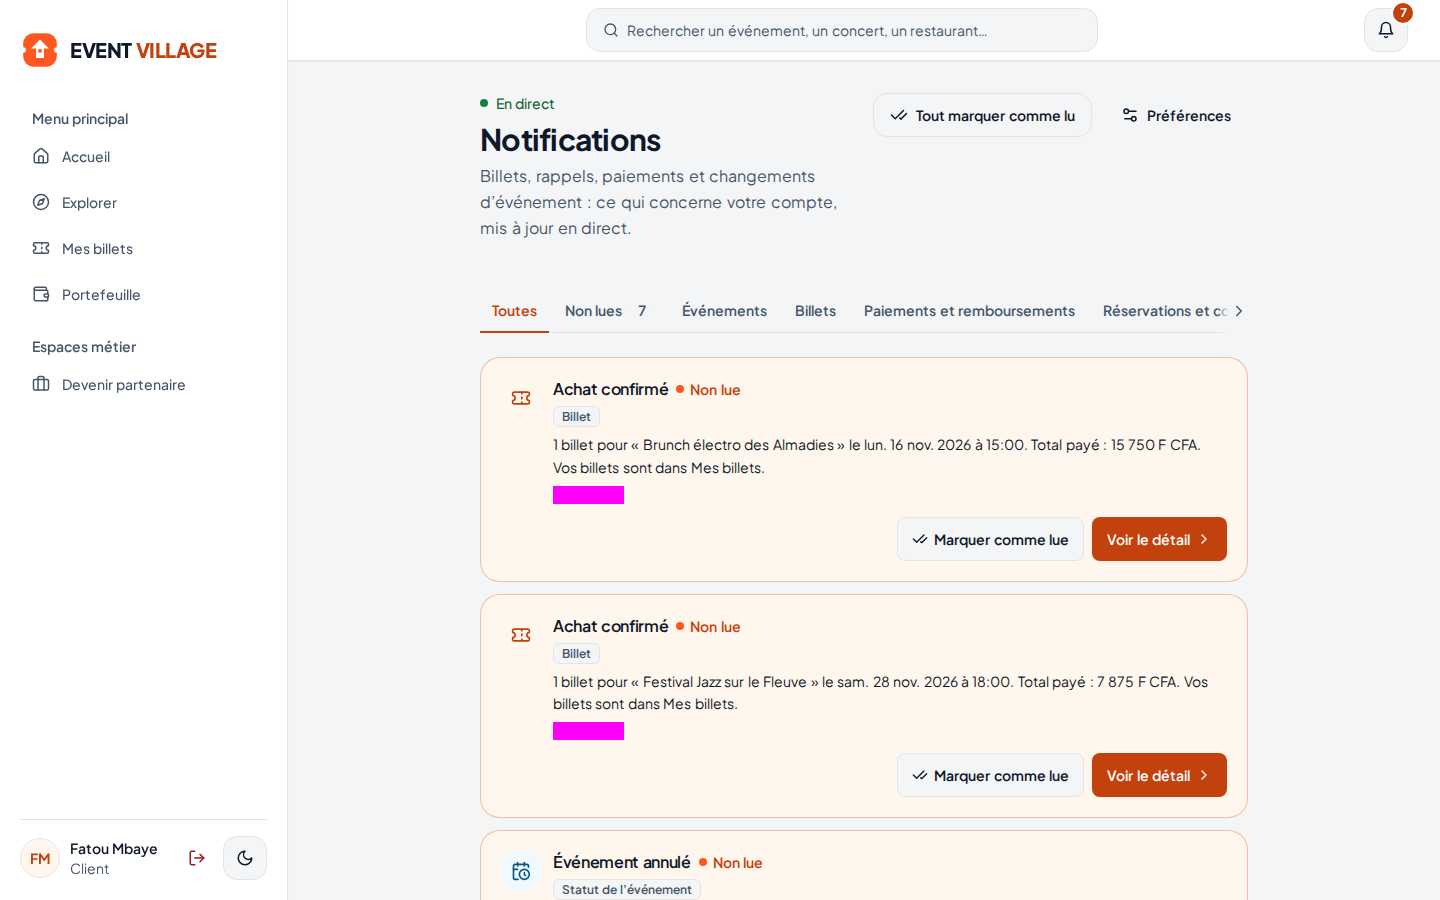 EVENT VILLAGE
Rechercher un événement, un concert, un restaurant…
7
Menu principal
Accueil
Explorer
Mes billets
Portefeuille
Espaces métier
Devenir partenaire
FM
Fatou Mbaye
Client
En direct
Notifications
Billets, rappels, paiements et changements
d’événement : ce qui concerne votre compte,
mis à jour en direct.
Tout marquer comme lu
Préférences
Toutes
Non lues 7
Événements
Billets
Paiements et remboursements
Réservations et
Achat confirmé Non lue
Billet
1 billet pour « Brunch électro des Almadies » le lun. 16 nov. 2026 à 15:00. Total payé : 15 750 F CFA.
Vos billets sont dans Mes billets.
Marquer comme lue
Voir le détail
Achat confirmé Non lue
Billet
1 billet pour « Festival Jazz sur le Fleuve » le sam. 28 nov. 2026 à 18:00. Total payé : 7 875 F CFA. Vos
billets sont dans Mes billets.
Marquer comme lue
Voir le détail
Événement annulé Non lue
Statut de l’événement